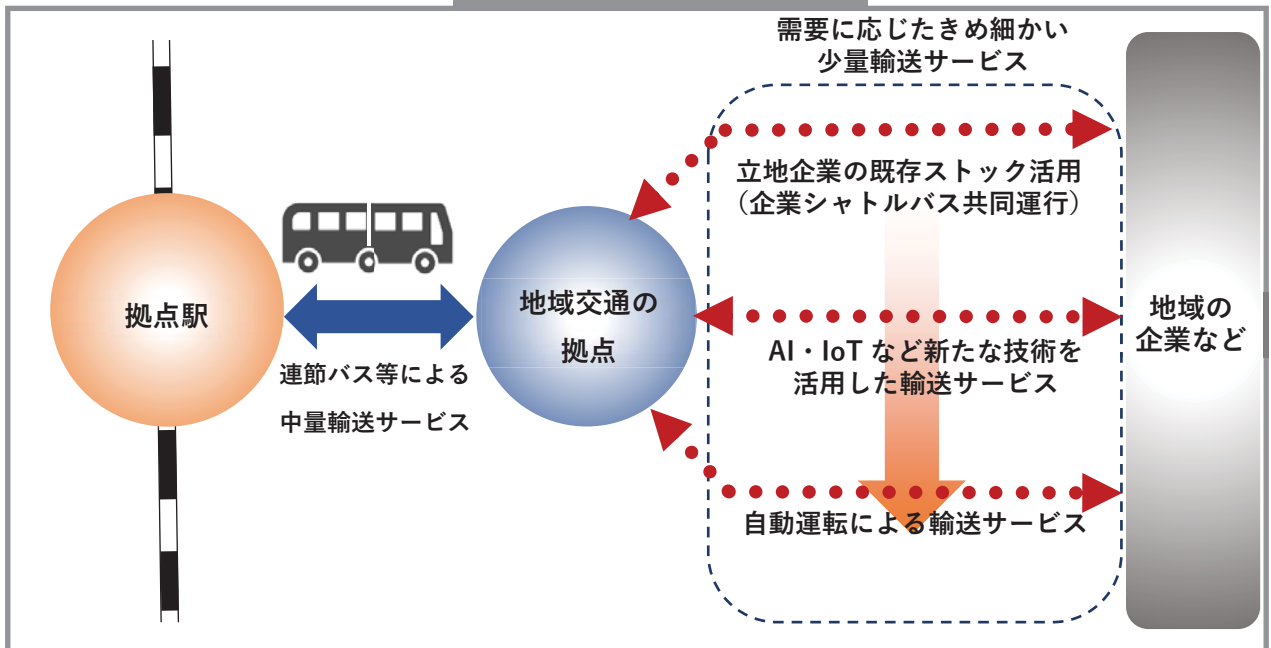 拠点駅
連節バス等による
中量輸送サービス
地域交通の
拠点
需要に応じたきめ細かい
少量輸送サービス
立地企業の既存ストック活用
（企業シャトルバス共同運行）
AI・IoT など新たな技術を
活用した輸送サービス
自動運転による輸送サービス
地域の
企業など